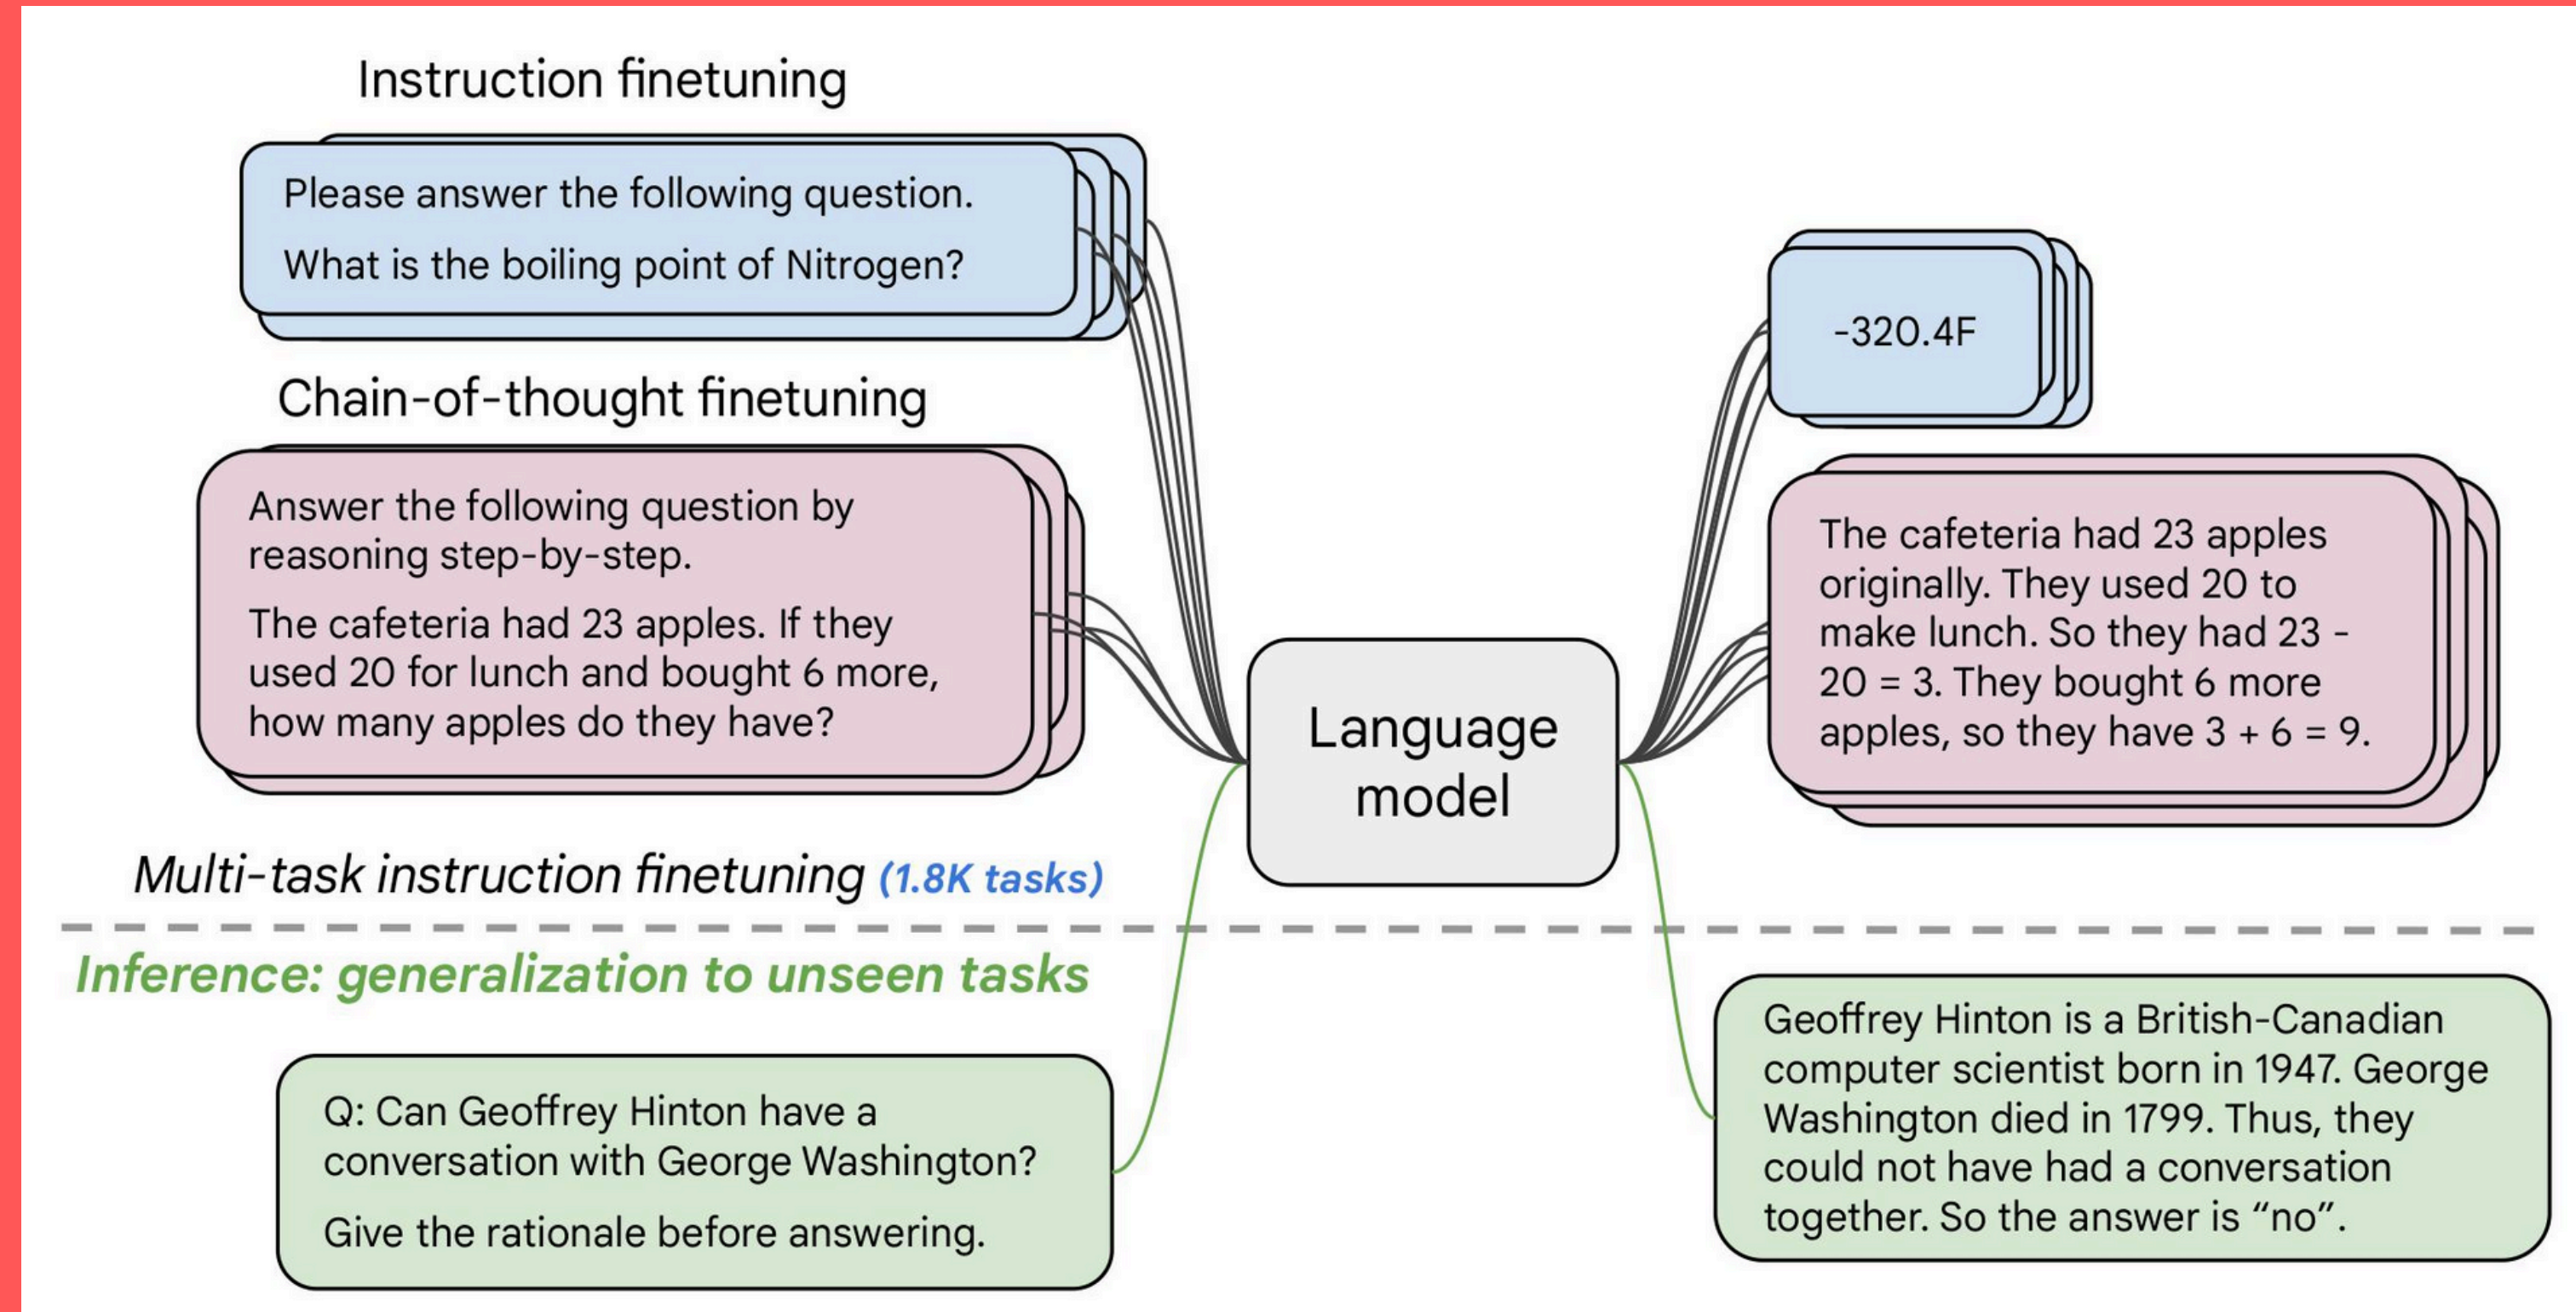 Instruction finetuning
Please answer the following question.
What is the boiling point of Nitrogen?
Chain-of-thought finetuning
Answer the following question by
reasoning step-by-step.
The cafeteria had 23 apples. If they
used 20 for lunch and bought 6 more,
how many apples do they have?
Multi-task instruction finetuning (1.8K tasks)
Inference: generalization to unseen tasks
Q: Can Geoffrey Hinton have a
conversation with George Washington?
Give the rationale before answering.
Language
model
-320.4F
The cafeteria had 23 apples
originally. They used 20 to
make lunch. So they had 23 -
20 = 3. They bought 6 more
apples, so they have 3 + 6 = 9.
Geoffrey Hinton is a British-Canadian
computer scientist born in 1947. George
Washington died in 1799. Thus, they
could not have had a conversation
together. So the answer is “no”.